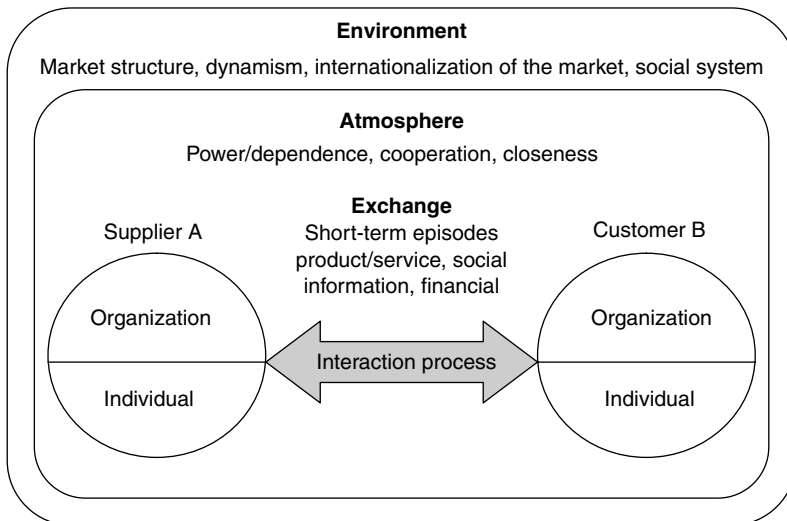 Environment
Market structure, dynamism, internationalization of the market, social system
Atmosphere
Power/dependence, cooperation, closeness
Exchange
Short-term episodes
product/service, social
information, financial
Supplier A
Organization
Individual
Interaction process
Customer B
Organization
Individual